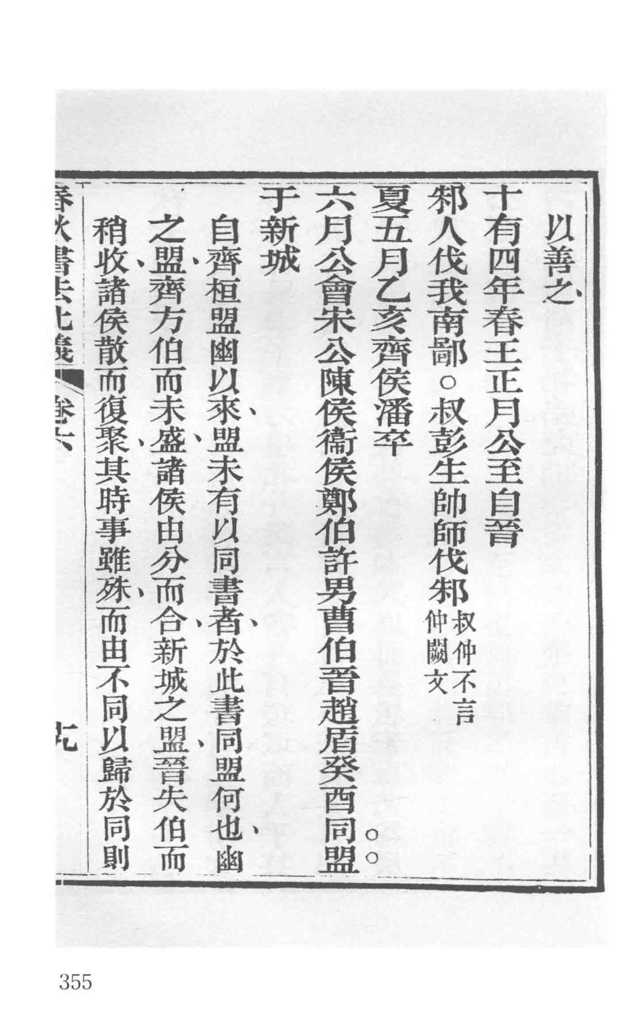 以善之、
十有四年春王正月公至自晉
邾人伐我南鄙○叔彭生帥師伐邾叔仲不言
仲闕文
夏五月乙亥齊侯潘卒
六月公會宋公陳侯衞侯鄭伯許男曹伯晉趙盾癸酉同盟
于新城
自齊桓盟幽以來、盟未有以同書者、於此書同盟何也、幽
之盟、齊方伯而未盛、諸侯由分而合、新城之盟、晉失伯而
稍收、諸侯散而復聚、其時事雖殊、而由不同以歸於同則
春秋書法比義 卷六 九
355